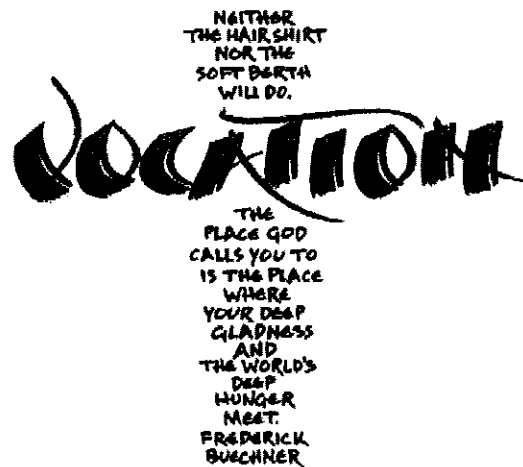 NEITHER
THE HAIR SHIRT
NOR THE
SOFT BERTH
WILL DO.
VOCATION
THE
PLACE GOD
CALLS YOU TO
IS THE PLACE
WHERE
YOUR DEEP
GLADNESS
AND
THE WORLD'S
DEEP
HUNGER
MEET.
FREDERICK
BUECHNER